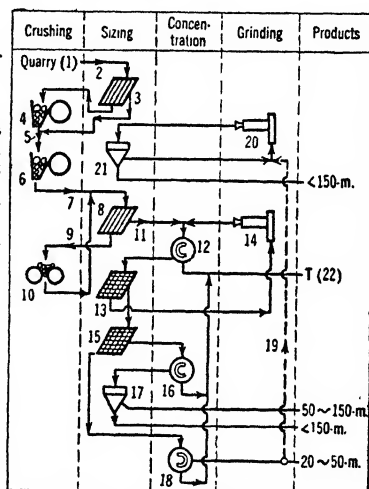 Crushing Sizing Concen-tration Grinding Products
Quarry (1) 2
3
4
5
20
21
6
<150-m.
7
8
9
11
12
14
10
T (22)
13
15
19
16
17
50~150-m.
<150-m.
20~50-m.
18